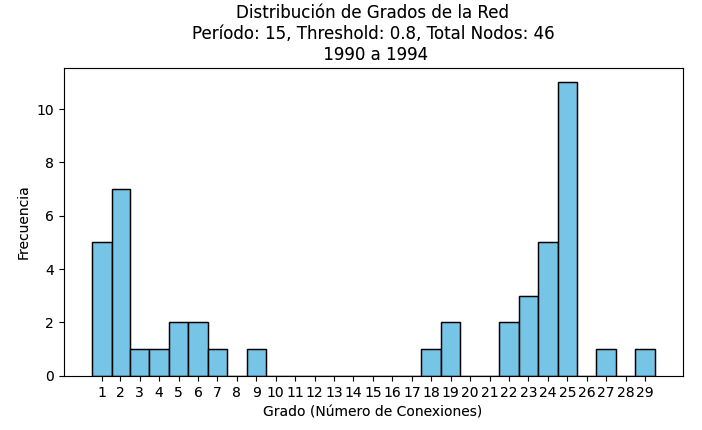 Distribución de Grados de la Red
Período: 15, Threshold: 0.8, Total Nodos: 46
1990 a 1994
10
8
6
4
2
0
Frecuencia
1 2 3 4 5 6 7 8 9 10 11 12 13 14 15 16 17 18 19 20 21 22 23 24 25 26 27 28 29
Grado (Número de Conexiones)